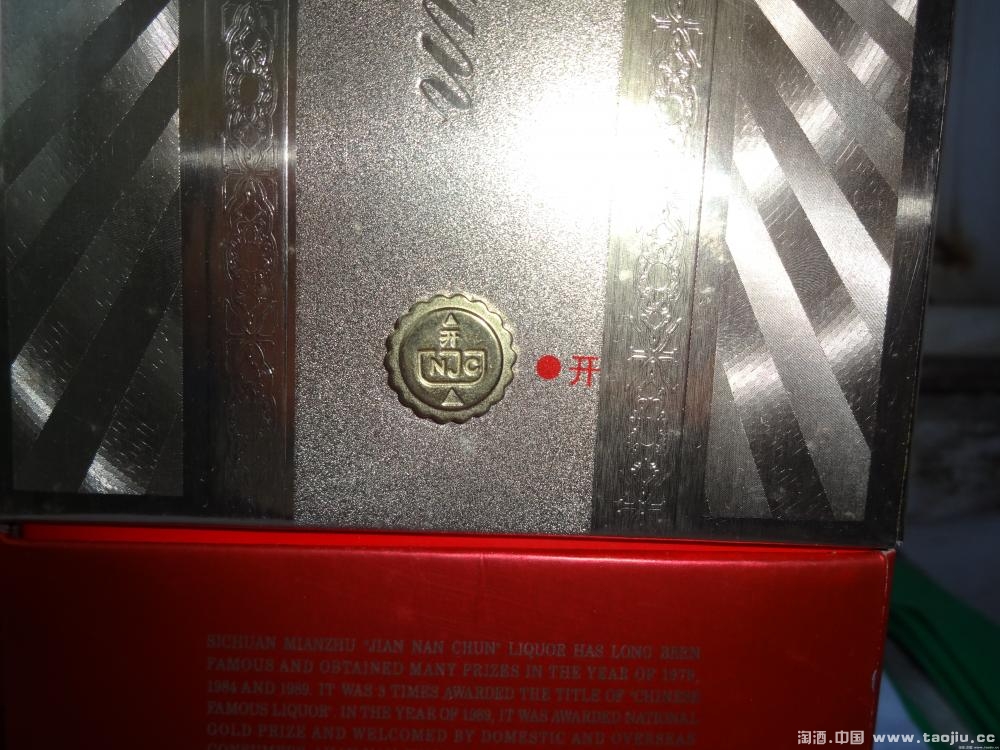 开
NJC
开
SICHUAN MIANZHU "JIAN NAN CHUN" LIQUOR HAS LONG BEEN
FAMOUS AND OBTAINED MANY PRIZES IN THE YEAR OF 1979,
1984 AND 1989. IT WAS 3 TIMES AWARDED THE TITLE OF "CHINESE
FAMOUS LIQUOR". IN THE YEAR OF 1989, IT WAS AWARDED NATIONAL
GOLD PRIZE AND WELCOMED BY DOMESTIC AND OVERSEAS
淘酒.中国 www.taojiu.cc